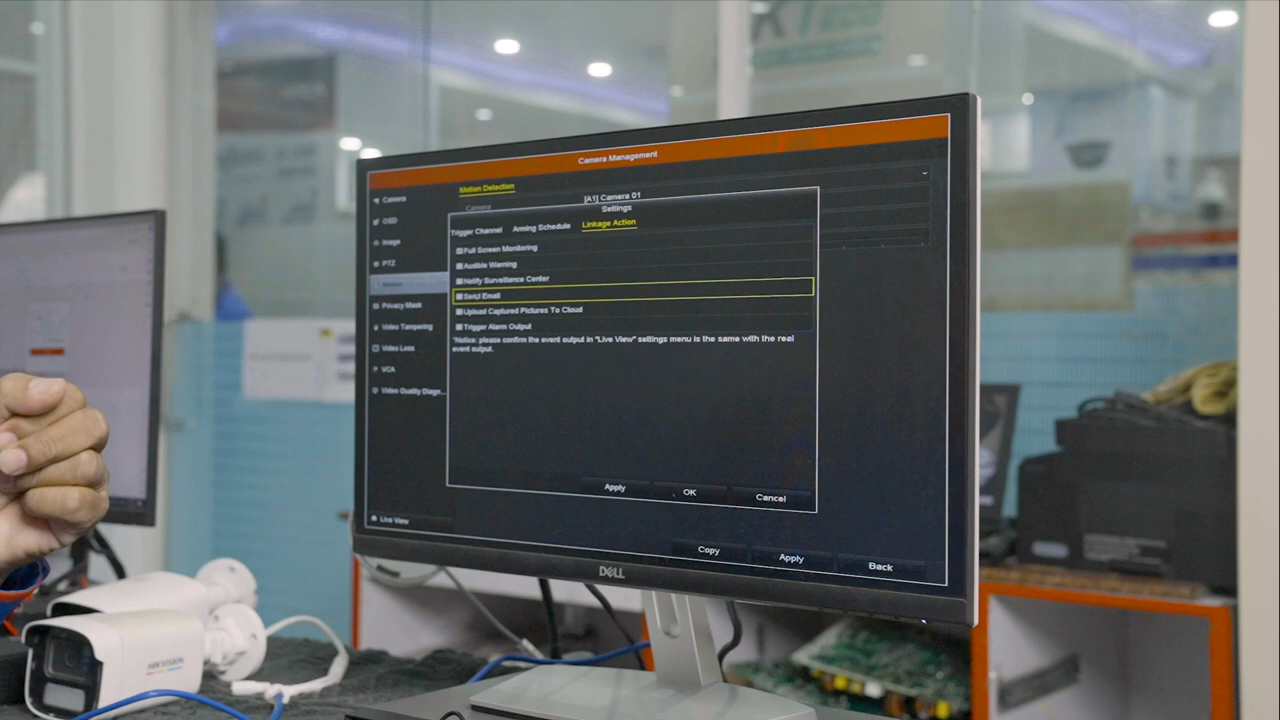 Camera Management
Camera
OSD
Image
PTZ
Motion
Privacy Mask
Video Tampering
Video Loss
VCA
Video Quality Diagn...
Live View
Motion Detection
Camera
[A1] Camera 01
Settings
Trigger Channel Arming Schedule Linkage Action
Full Screen Monitoring
Audible Warning
Notify Surveillance Center
Send Email
Upload Captured Pictures To Cloud
Trigger Alarm Output
*Notice: please confirm the event output in "Live View" settings menu is the same with the real
event output.
Apply OK Cancel
Copy Apply Back
DELL
HIKVISION